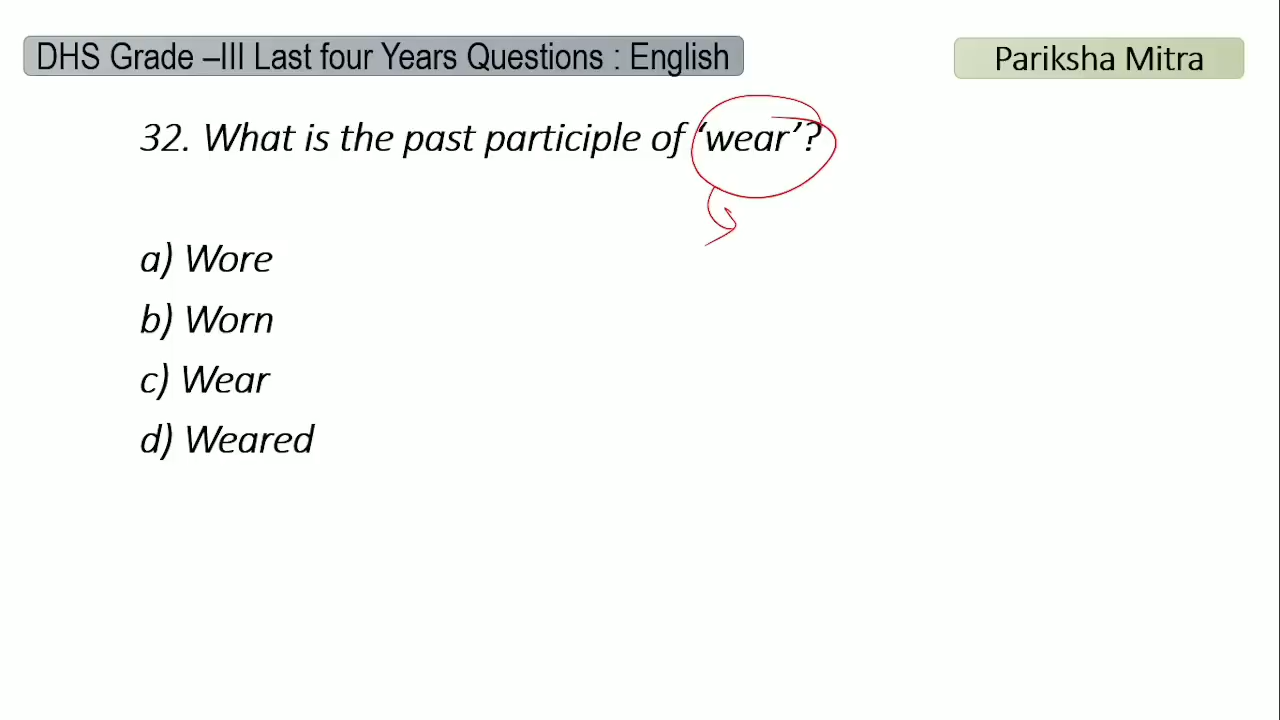 DHS Grade –III Last four Years Questions : English
Pariksha Mitra
32. What is the past participle of ‘wear’?
a) Wore
b) Worn
c) Wear
d) Weared